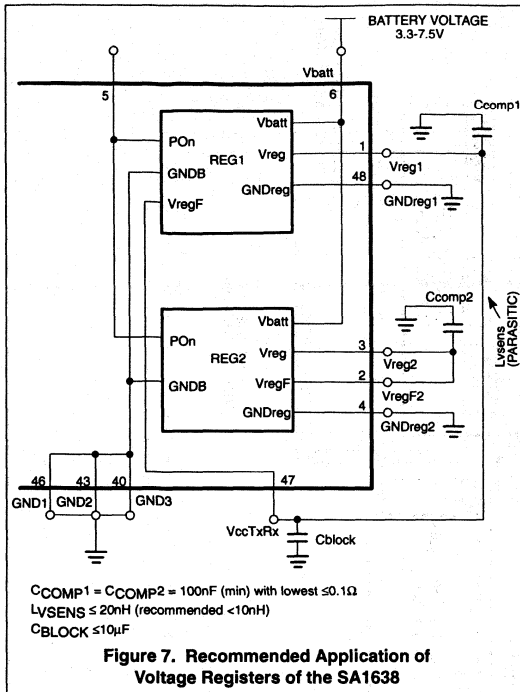 BATTERY VOLTAGE
3.3-7.5V
Vbatt
5
6
Ccomp1
Vbatt
POn
REG1
Vreg
1
Vreg1
GNDB
48
GNDreg
GNDreg1
VregF
Ccomp2
Lvsens
(PARASITIC)
Vbatt
POn
REG2
Vreg
3
Vreg2
GNDB
VregF
2
VregF2
GNDreg
4
GNDreg2
46
43
40
47
GND1
GND2
GND3
VccTxRx
Cblock
CCOMP1 = CCOMP2 = 100nF (min) with lowest ≤0.1Ω
LVSENS ≤ 20nH (recommended <10nH)
CBLOCK ≤10μF
Figure 7. Recommended Application of
Voltage Registers of the SA1638